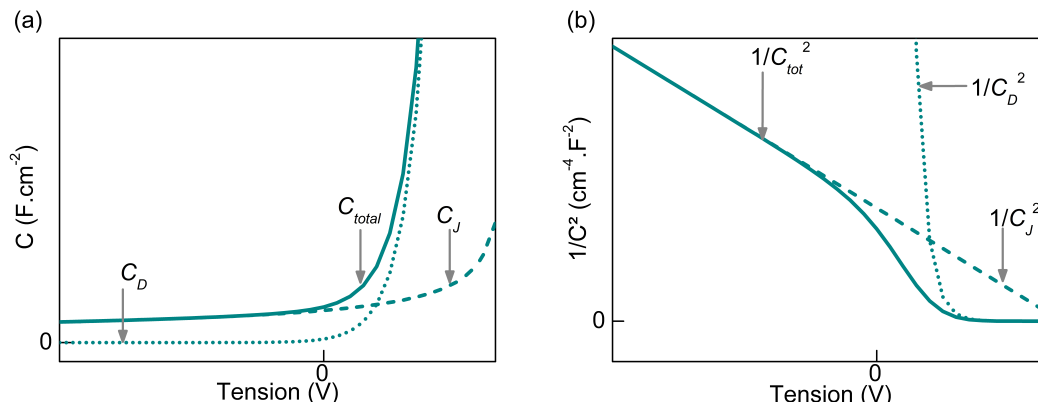 (a)
C (F.cm⁻²)
C_D
C_total
C_J
0
0
Tension (V)
(b)
1/C² (cm⁻⁴.F⁻²)
1/C_tot²
1/C_D²
1/C_J²
0
0
Tension (V)